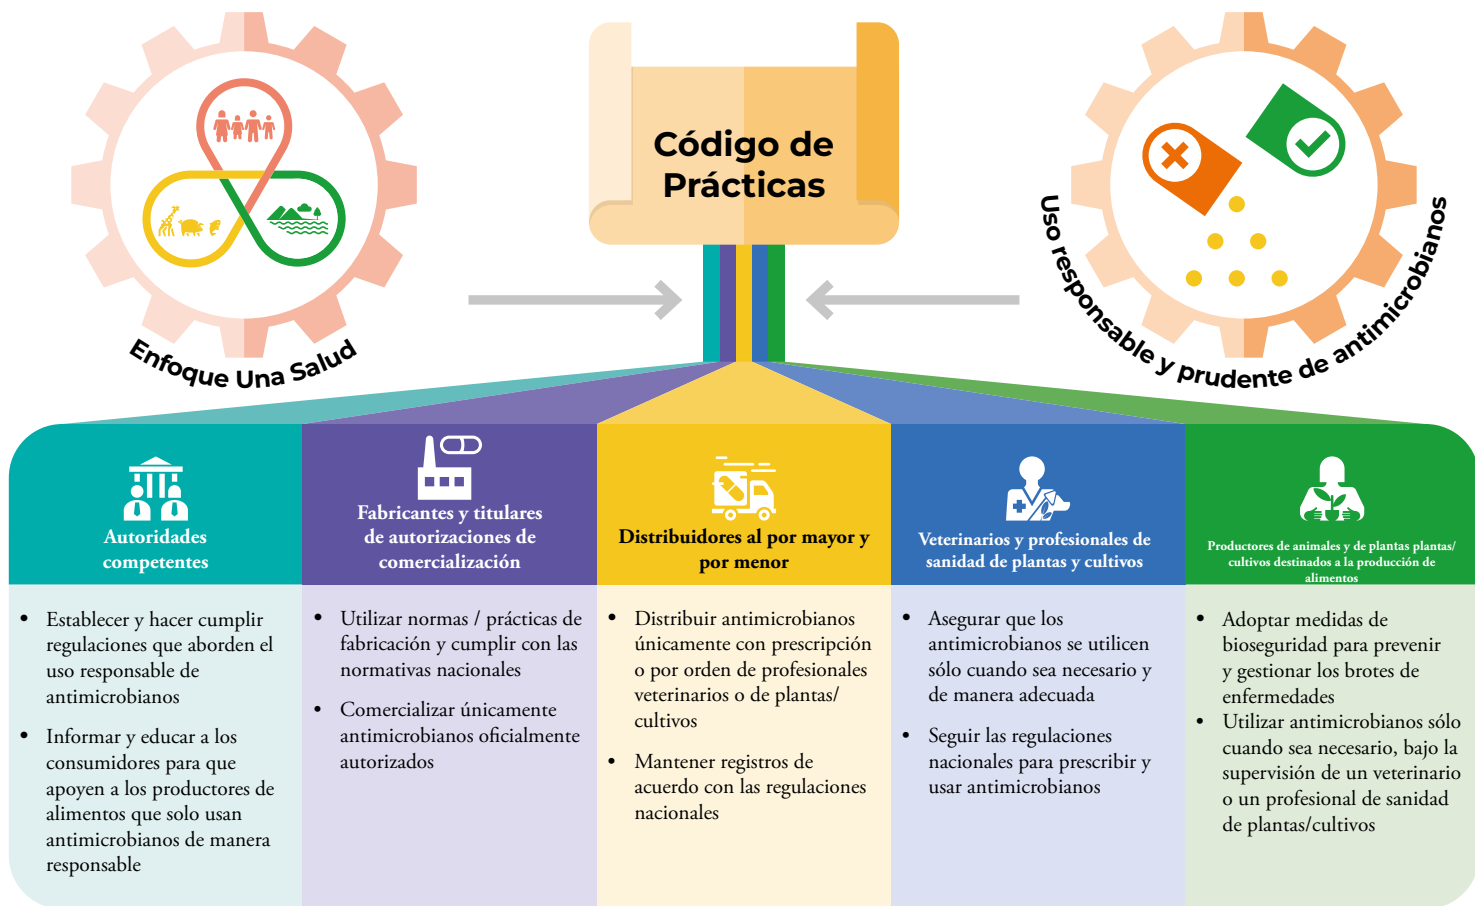 Código de
Prácticas
Enfoque Una Salud
Uso responsable y prudente de antimicrobianos
Autoridades
competentes
• Establecer y hacer cumplir
regulaciones que aborden el
uso responsable de
antimicrobianos
• Informar y educar a los
consumidores para que
apoyen a los productores de
alimentos que solo usan
antimicrobianos de manera
responsable
Fabricantes y titulares
de autorizaciones de
comercialización
• Utilizar normas / prácticas de
fabricación y cumplir con las
normativas nacionales
• Comercializar únicamente
antimicrobianos oficialmente
autorizados
Distribuidores al por mayor y
por menor
• Distribuir antimicrobianos
únicamente con prescripción
o por orden de profesionales
veterinarios o de plantas/
cultivos
• Mantener registros de
acuerdo con las regulaciones
nacionales
Veterinarios y profesionales de
sanidad de plantas y cultivos
• Asegurar que los
antimicrobianos se utilicen
sólo cuando sea necesario y
de manera adecuada
• Seguir las regulaciones
nacionales para prescribir y
usar antimicrobianos
Productores de animales y de plantas plantas/
cultivos destinados a la producción de
alimentos
• Adoptar medidas de
bioseguridad para prevenir
y gestionar los brotes de
enfermedades
• Utilizar antimicrobianos sólo
cuando sea necesario, bajo la
supervisión de un veterinario
o un profesional de sanidad
de plantas/cultivos